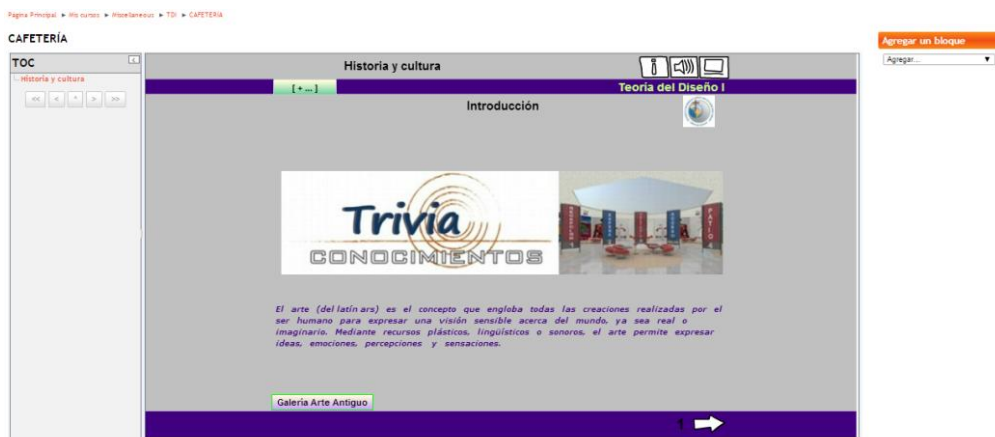 Página Principal ► Mis cursos ► Miscellaneous ► TDI ► CAFETERÍA
CAFETERÍA
Agregar un bloque
Agregar...
TOC
Historia y cultura
<< < ^ > >>
Historia y cultura
[+ ...]
Teoría del Diseño I
Introducción
Trivia
CONOCIMIENTOS
PATIO
El arte (del latín ars) es el concepto que engloba todas las creaciones realizadas por el
ser humano para expresar una visión sensible acerca del mundo, ya sea real o
imaginario. Mediante recursos plásticos, lingüísticos o sonoros, el arte permite expresar
ideas, emociones, percepciones y sensaciones.
Galería Arte Antiguo
1